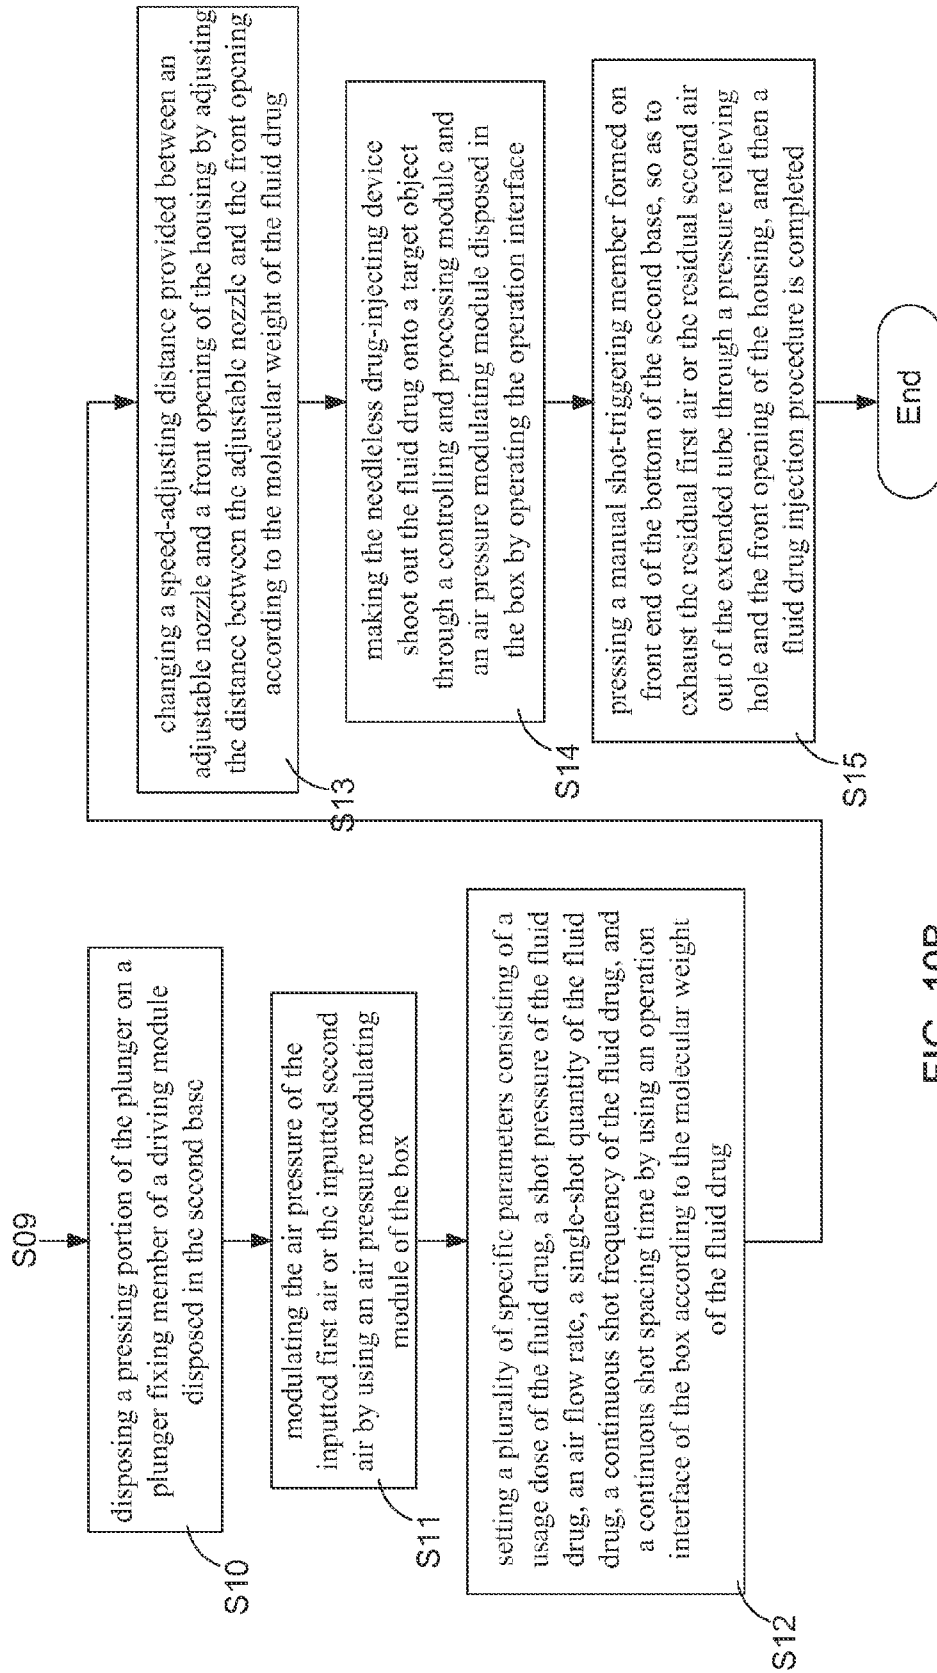 S09
disposing a pressing portion of the plunger on a
plunger fixing member of a driving module
disposed in the second base
S10
modulating the air pressure of the
inputted first air or the inputted second
air by using an air pressure modulating
module of the box
S11
setting a plurality of specific parameters consisting of a
usage dose of the fluid drug, a shot pressure of the fluid
drug, an air flow rate, a single-shot quantity of the fluid
drug, a continuous shot frequency of the fluid drug, and
a continuous shot spacing time by using an operation
interface of the box according to the molecular weight
of the fluid drug
S12
changing a speed-adjusting distance provided between an
adjustable nozzle and a front opening of the housing by adjusting
the distance between the adjustable nozzle and the front opening
according to the molecular weight of the fluid drug
S13
making the needleless drug-injecting device
shoot out the fluid drug onto a target object
through a controlling and processing module and
an air pressure modulating module disposed in
the box by operating the operation interface
S14
pressing a manual shot-triggering member formed on
front end of the bottom of the second base, so as to
exhaust the residual first air or the residual second air
out of the extended tube through a pressure relieving
hole and the front opening of the housing, and then a
fluid drug injection procedure is completed
S15
End
FIG. 10B